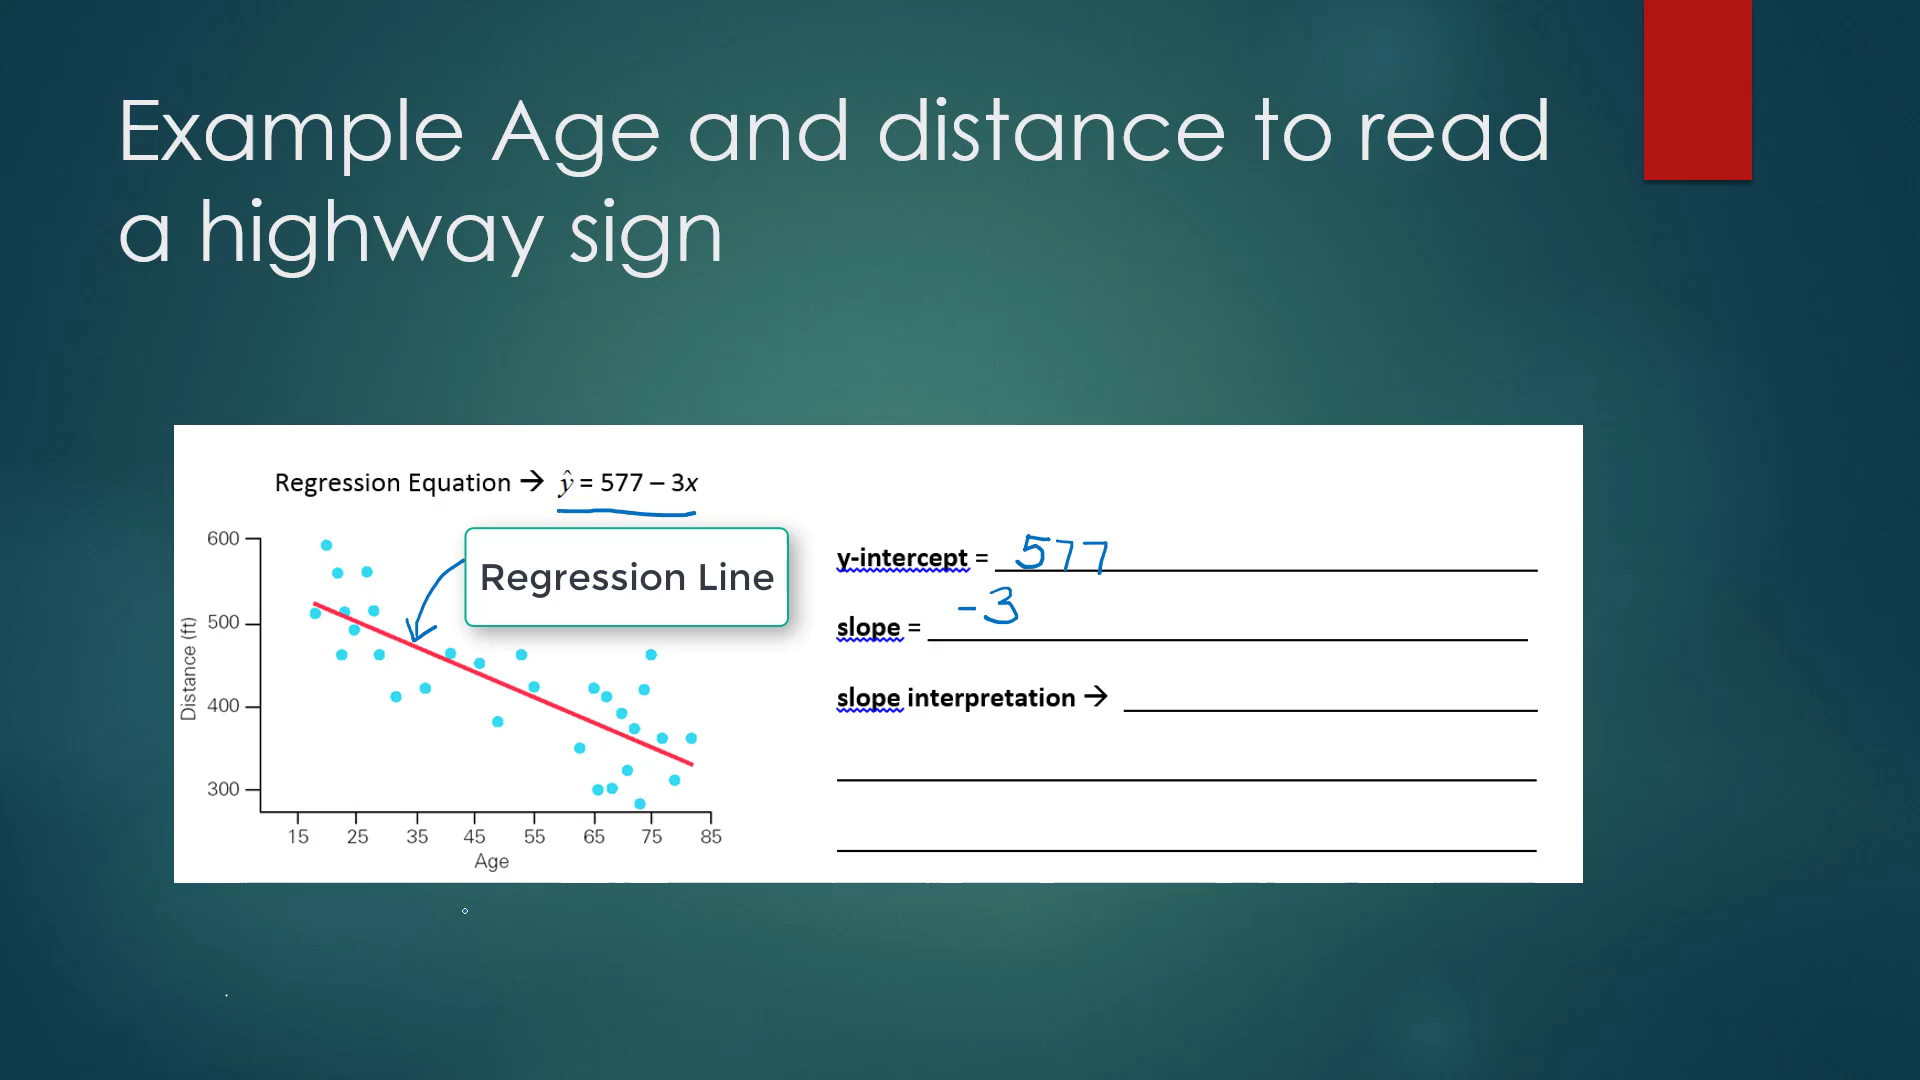 Example Age and distance to read
a highway sign
Regression Equation → ŷ = 577 – 3x
Regression Line
600
500
400
300
Distance (ft)
15 25 35 45 55 65 75 85
Age
y-intercept = 577
slope = -3
slope interpretation →